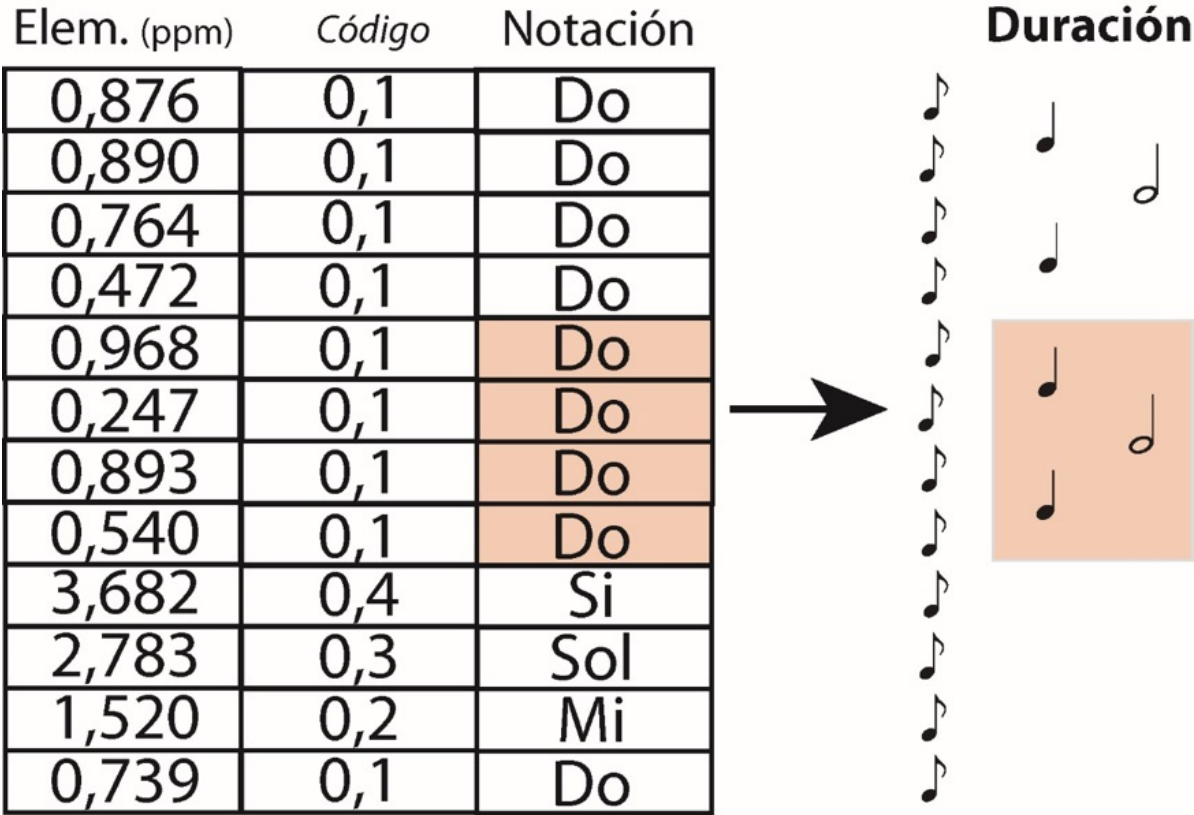 Elem. (ppm) Código Notación Duración
0,876 0,1 Do
0,890 0,1 Do
0,764 0,1 Do
0,472 0,1 Do
0,968 0,1 Do
0,247 0,1 Do
0,893 0,1 Do
0,540 0,1 Do
3,682 0,4 Si
2,783 0,3 Sol
1,520 0,2 Mi
0,739 0,1 Do